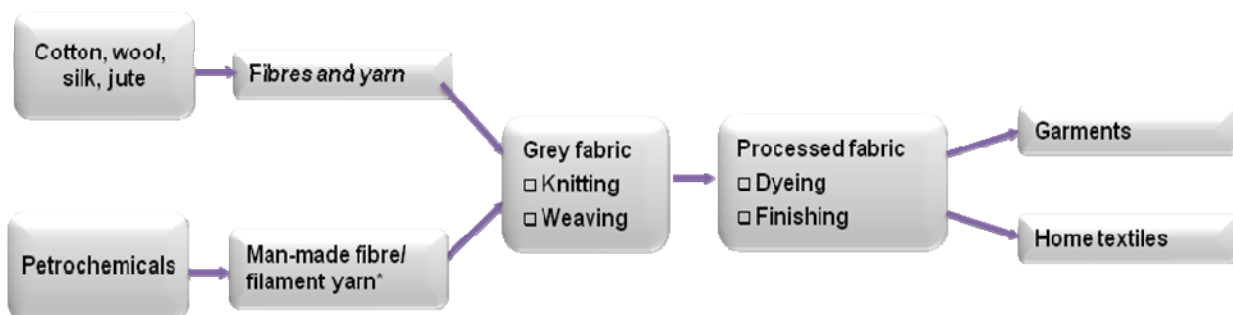 Cotton, wool,
silk, jute
Fibres and yarn
Petrochemicals
Man-made fibre/
filament yarn*
Grey fabric
☐ Knitting
☐ Weaving
Processed fabric
☐ Dyeing
☐ Finishing
Garments
Home textiles